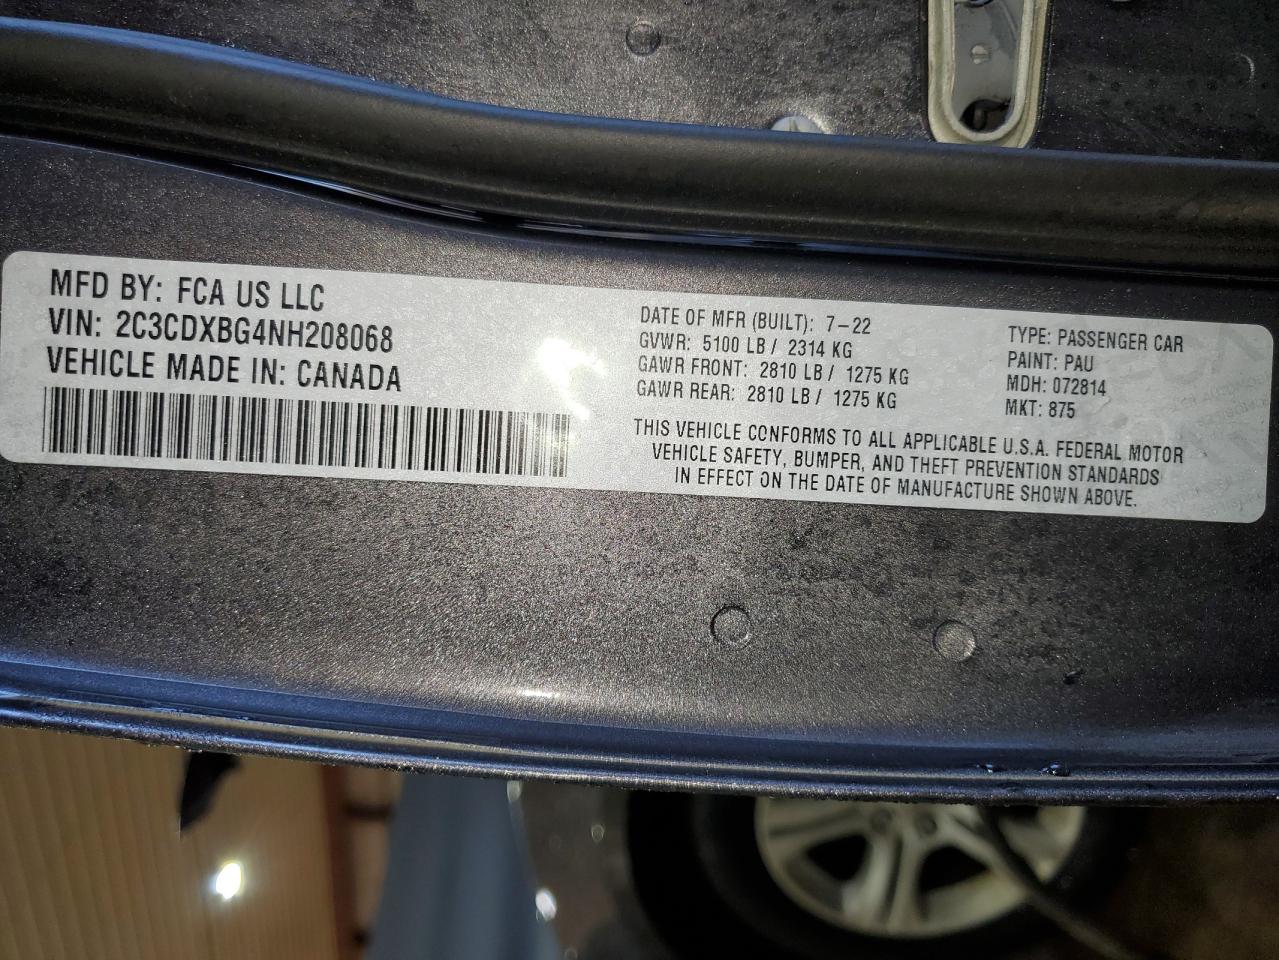 MFD BY: FCA US LLC
VIN: 2C3CDXBG4NH208068
VEHICLE MADE IN: CANADA
DATE OF MFR (BUILT): 7-22
GVWR: 5100 LB / 2314 KG
GAWR FRONT: 2810 LB / 1275 KG
GAWR REAR: 2810 LB / 1275 KG
TYPE: PASSENGER CAR
PAINT: PAU
MDH: 072814
MKT: 875
THIS VEHICLE CONFORMS TO ALL APPLICABLE U.S.A. FEDERAL MOTOR
VEHICLE SAFETY, BUMPER, AND THEFT PREVENTION STANDARDS
IN EFFECT ON THE DATE OF MANUFACTURE SHOWN ABOVE.